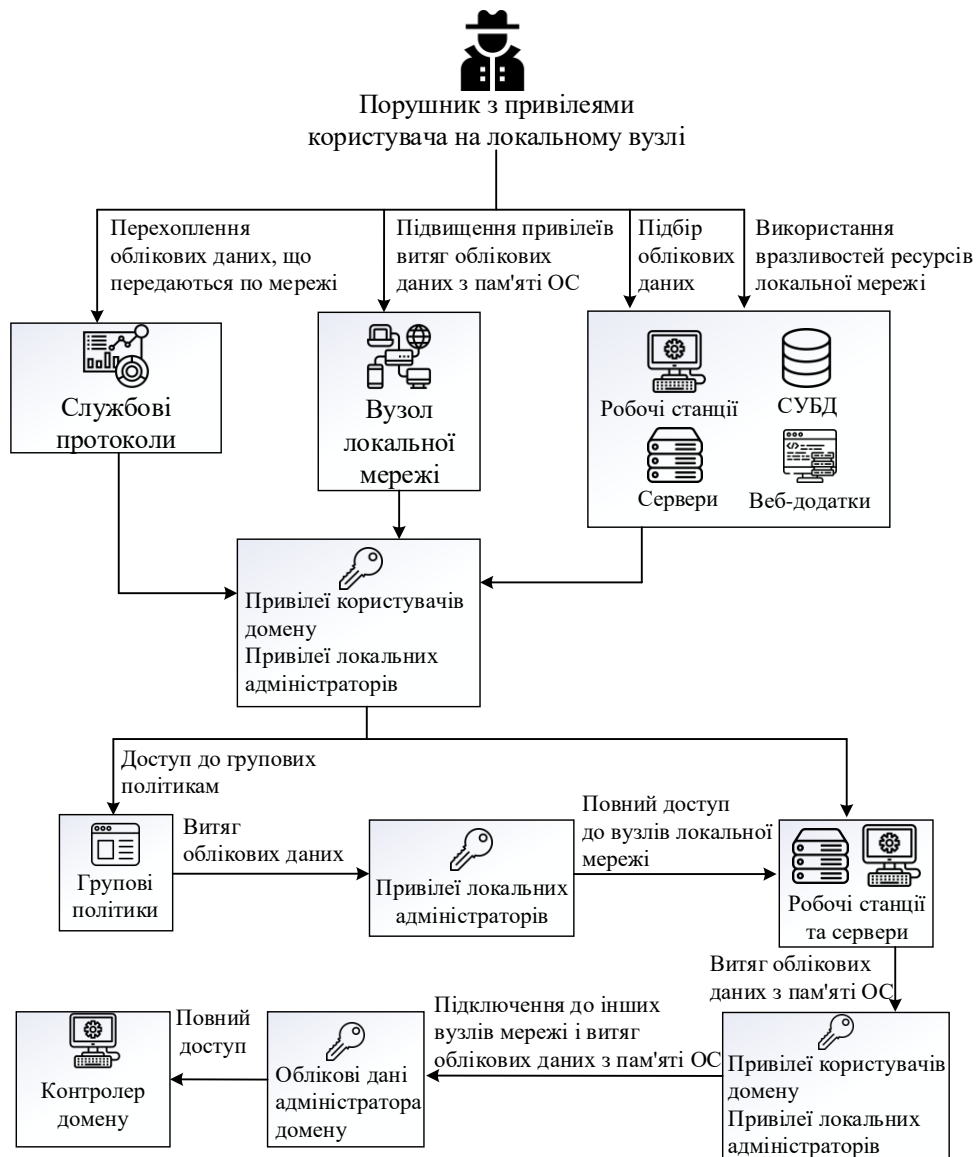 Порушник з привілеями
користувача на локальному вузлі
Перехоплення
облікових даних, що
передаються по мережі
Підвищення привілеїв
витяг облікових
даних з пам'яті ОС
Підбір
облікових
даних
Використання
вразливостей ресурсів
локальної мережі
Службові
протоколи
Вузол
локальної
мережі
Робочі станції
СУБД
Сервери
Веб-додатки
Привілеї користувачів
домену
Привілеї локальних
адміністраторів
Доступ до групових
політикам
Групові
політики
Витяг
облікових даних
Привілеї локальних
адміністраторів
Повний доступ
до вузлів локальної
мережі
Робочі станції
та сервери
Витяг облікових
даних з пам'яті ОС
Контролер
домену
Повний
доступ
Облікові дані
адміністратора
домену
Підключення до інших
вузлів мережі і витяг
облікових даних з пам'яті ОС
Привілеї користувачів
домену
Привілеї локальних
адміністраторів